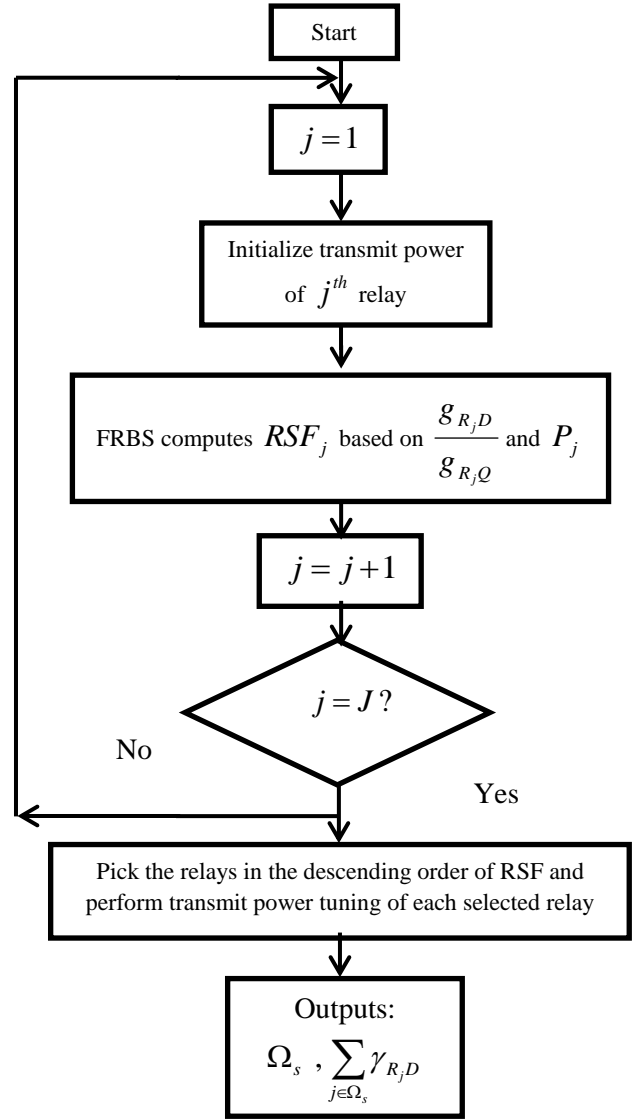 Start
j = 1
Initialize transmit power
of j^{th} relay
FRBS computes RSF_j based on \frac{g_{R_jD}}{g_{R_jQ}} and P_j
j = j+1
j = J ?
No
Yes
Pick the relays in the descending order of RSF and
perform transmit power tuning of each selected relay
Outputs:
Ω_s , \sum_{j∈Ω_s} γ_{R_jD}